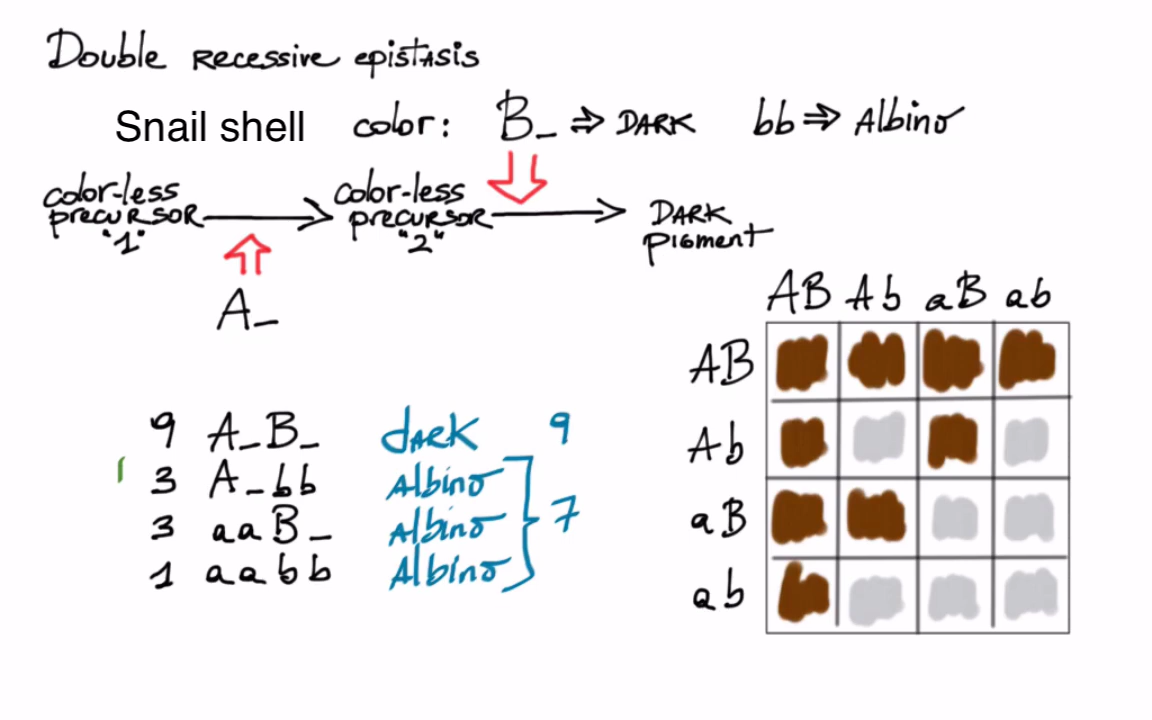 Double Recessive epistasis
Snail shell color: B_ ⇒ DARK bb ⇒ Albino
color-less precursor "1" → color-less precursor "2" → DARK pigment
A_
AB Ab aB ab
AB
Ab
aB
ab
9 A_B_ dark 9
3 A_bb Albino
3 aaB_ Albino 7
1 aabb Albino